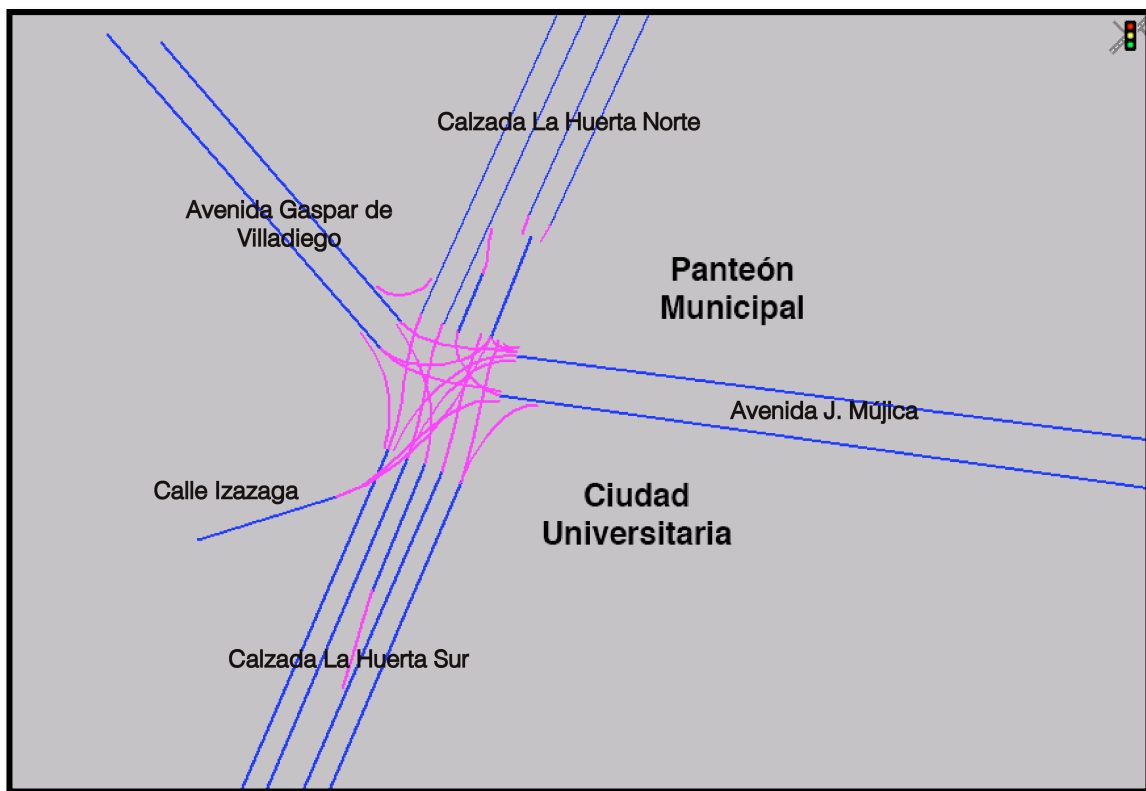 Calzada La Huerta Norte
Avenida Gaspar de
Villadiego
Panteón
Municipal
Avenida J. Mújica
Calle Izazaga
Ciudad
Universitaria
Calzada La Huerta Sur